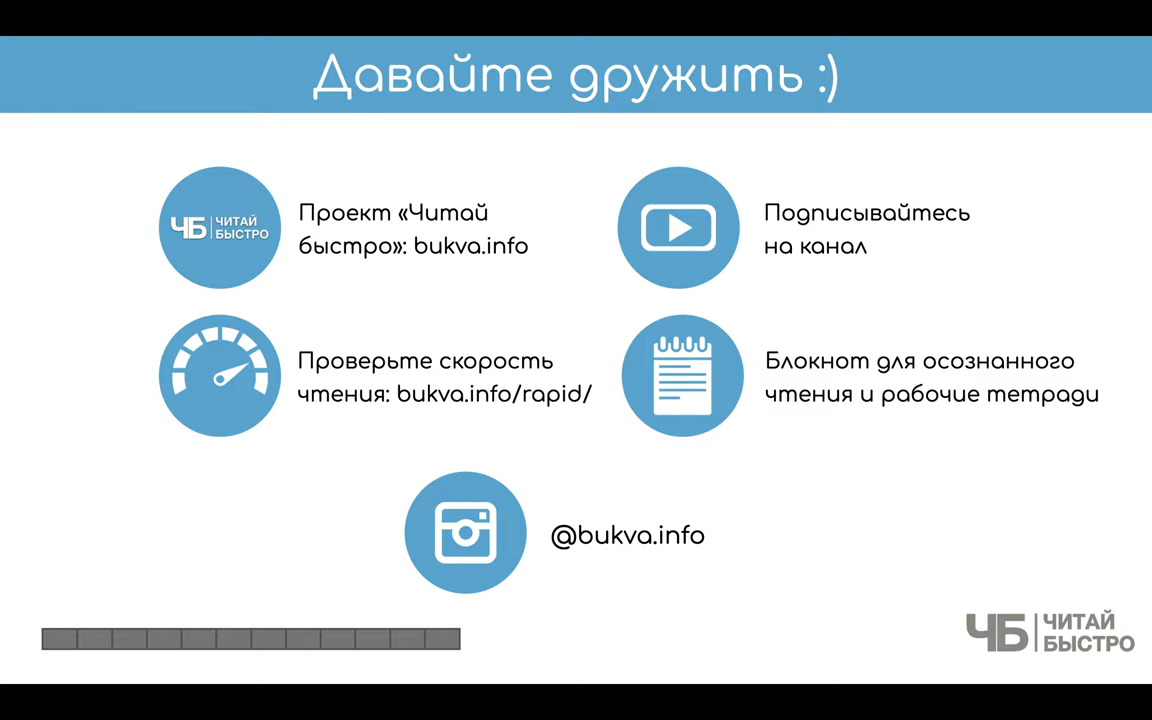 Давайте дружить :)
ЧБ ЧИТАЙ
БЫСТРО
Проект «Читай
быстро»: bukva.info
Подписывайтесь
на канал
Проверьте скорость
чтения: bukva.info/rapid/
Блокнот для осознанного
чтения и рабочие тетради
@bukva.info
ЧБ ЧИТАЙ
БЫСТРО